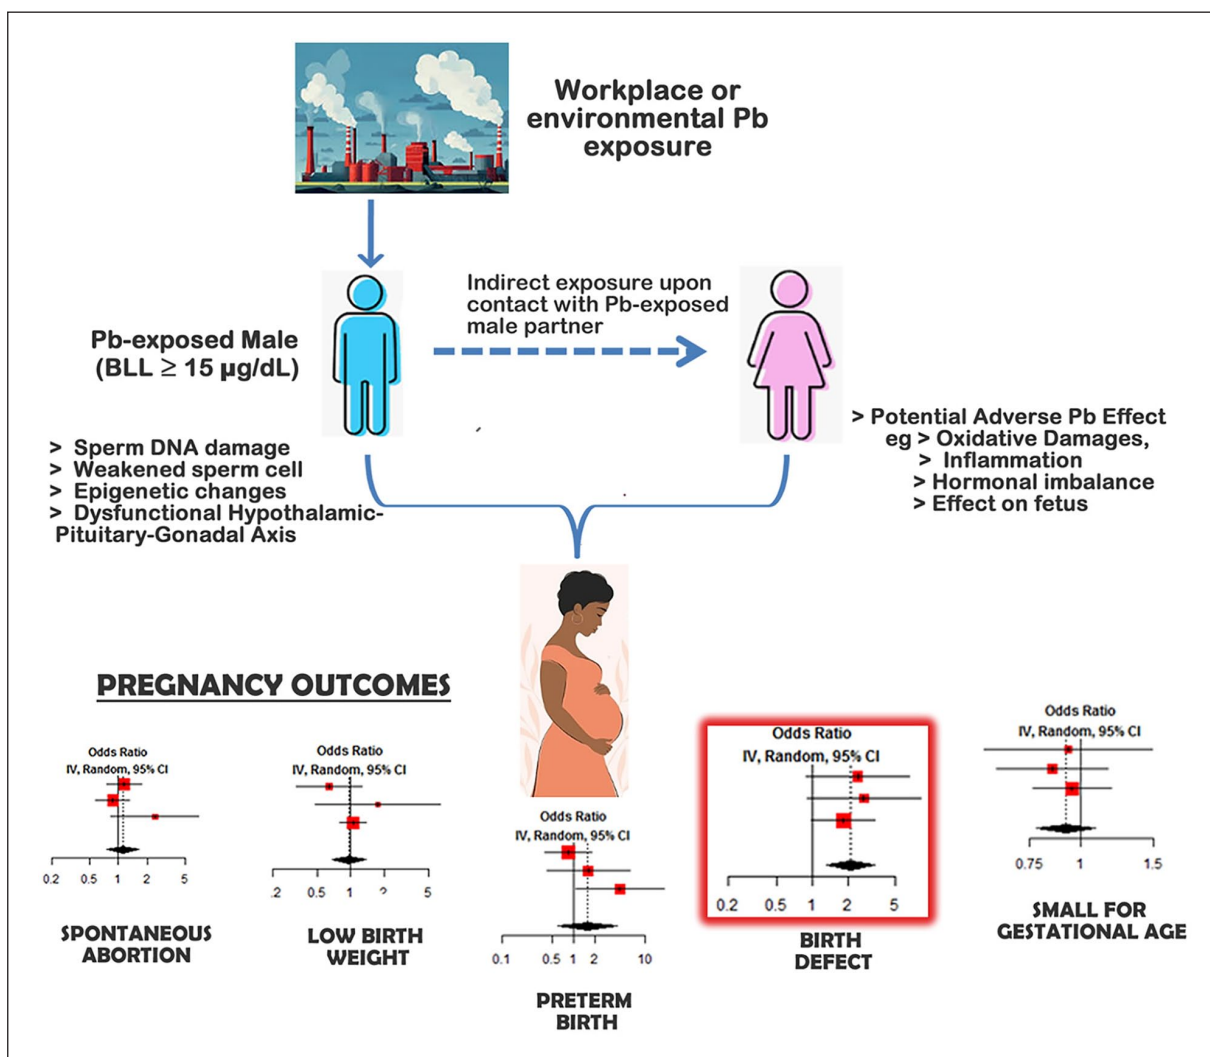 Workplace or
environmental Pb
exposure
Indirect exposure upon
contact with Pb-exposed
male partner
Pb-exposed Male
(BLL ≥ 15 µg/dL)
> Sperm DNA damage
> Weakened sperm cell
> Epigenetic changes
> Dysfunctional Hypothalamic-
Pituitary-Gonadal Axis
> Potential Adverse Pb Effect
eg > Oxidative Damages,
> Inflammation
> Hormonal imbalance
> Effect on fetus
PREGNANCY OUTCOMES
Odds Ratio
IV, Random, 95% CI
0.2 0.5 1 2 5
SPONTANEOUS
ABORTION
Odds Ratio
IV, Random, 95% CI
0.5 1 2 5
LOW BIRTH
WEIGHT
Odds Ratio
IV, Random, 95% CI
0.1 0.5 1 2 10
PRETERM
BIRTH
Odds Ratio
IV, Random, 95% CI
0.2 0.5 1 2 5
BIRTH
DEFECT
Odds Ratio
IV, Random, 95% CI
0.75 1 1.5
SMALL FOR
GESTATIONAL AGE